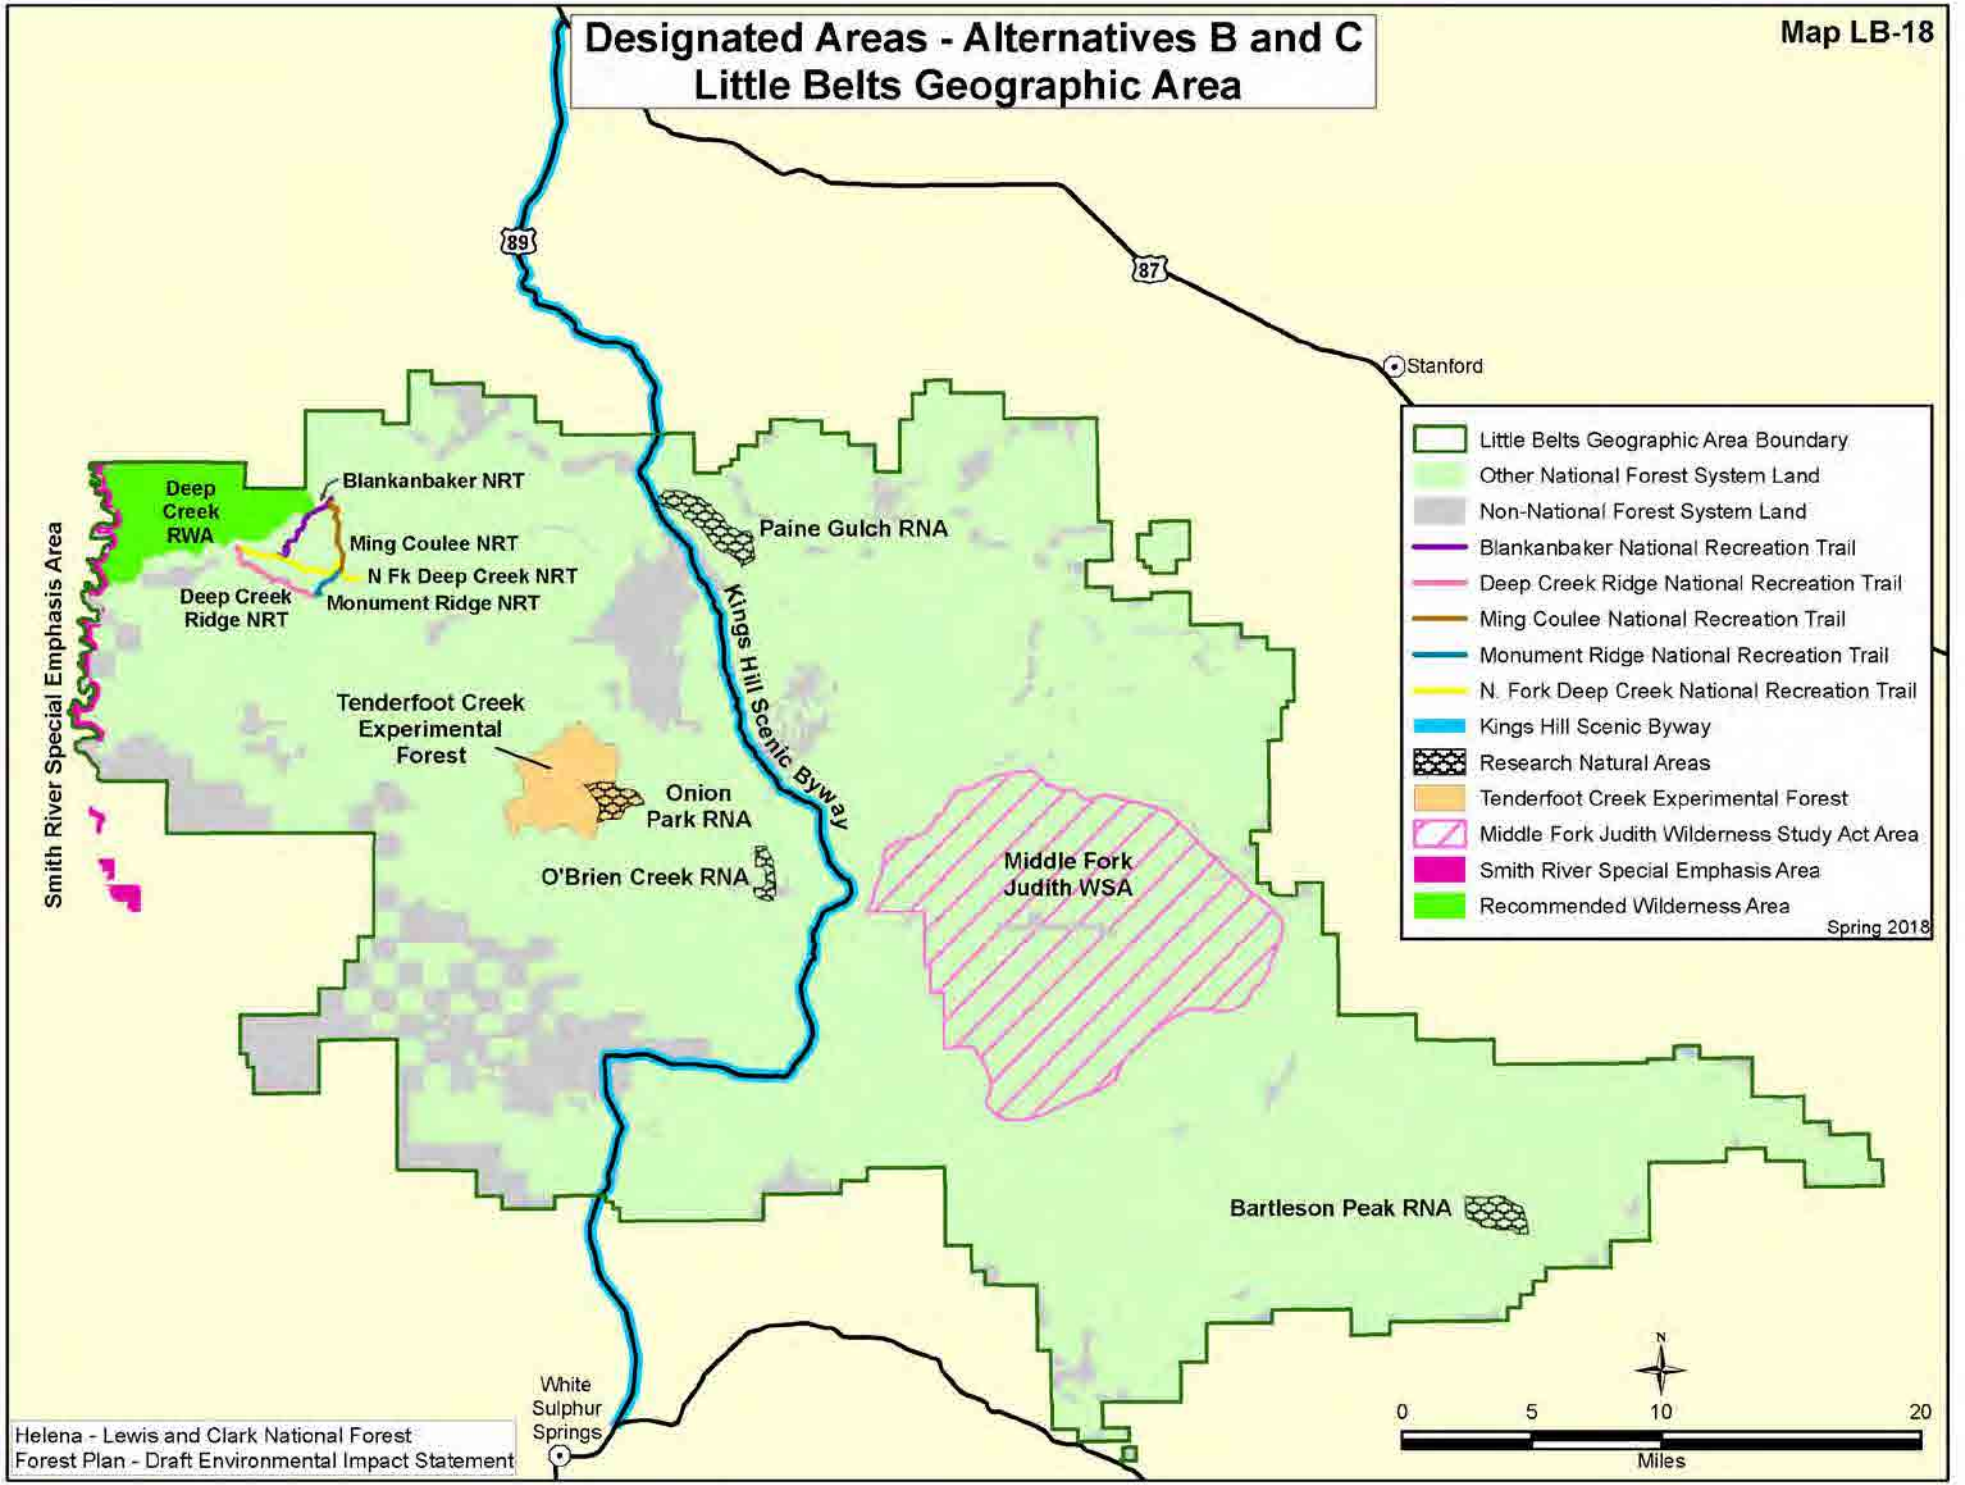 Designated Areas - Alternatives B and C
Little Belts Geographic Area
Map LB-18
89
87
Stanford
Little Belts Geographic Area Boundary
Other National Forest System Land
Non-National Forest System Land
Blankanbaker National Recreation Trail
Deep Creek Ridge National Recreation Trail
Ming Coulee National Recreation Trail
Monument Ridge National Recreation Trail
N. Fork Deep Creek National Recreation Trail
Kings Hill Scenic Byway
Research Natural Areas
Tenderfoot Creek Experimental Forest
Middle Fork Judith Wilderness Study Act Area
Smith River Special Emphasis Area
Recommended Wilderness Area
Spring 2018
Deep
Creek
RWA
Blankanbaker NRT
Ming Coulee NRT
N Fk Deep Creek NRT
Monument Ridge NRT
Deep Creek
Ridge NRT
Smith River Special Emphasis Area
Paine Gulch RNA
Kings Hill Scenic Byway
Tenderfoot Creek
Experimental
Forest
Onion
Park RNA
O'Brien Creek RNA
Middle Fork
Judith WSA
Bartleson Peak RNA
White
Sulphur
Springs
N
0 5 10 20
Miles
Helena - Lewis and Clark National Forest
Forest Plan - Draft Environmental Impact Statement